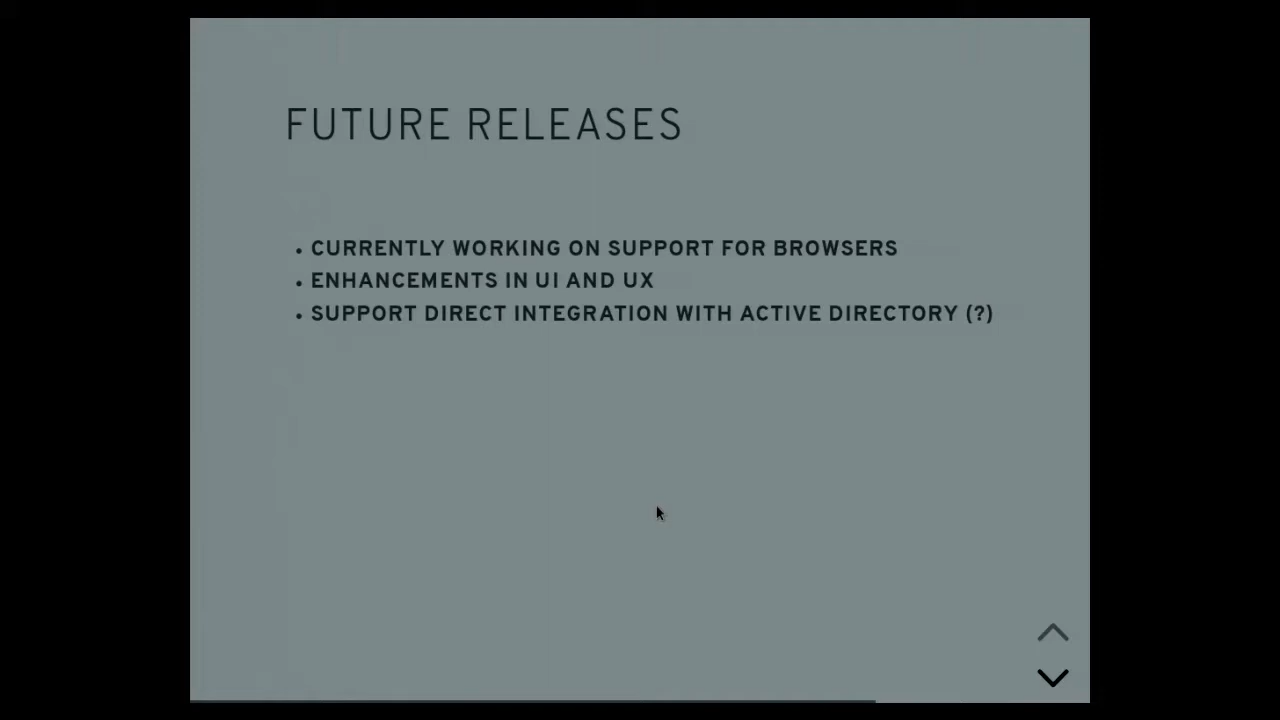 FUTURE RELEASES
• CURRENTLY WORKING ON SUPPORT FOR BROWSERS
• ENHANCEMENTS IN UI AND UX
• SUPPORT DIRECT INTEGRATION WITH ACTIVE DIRECTORY (?)